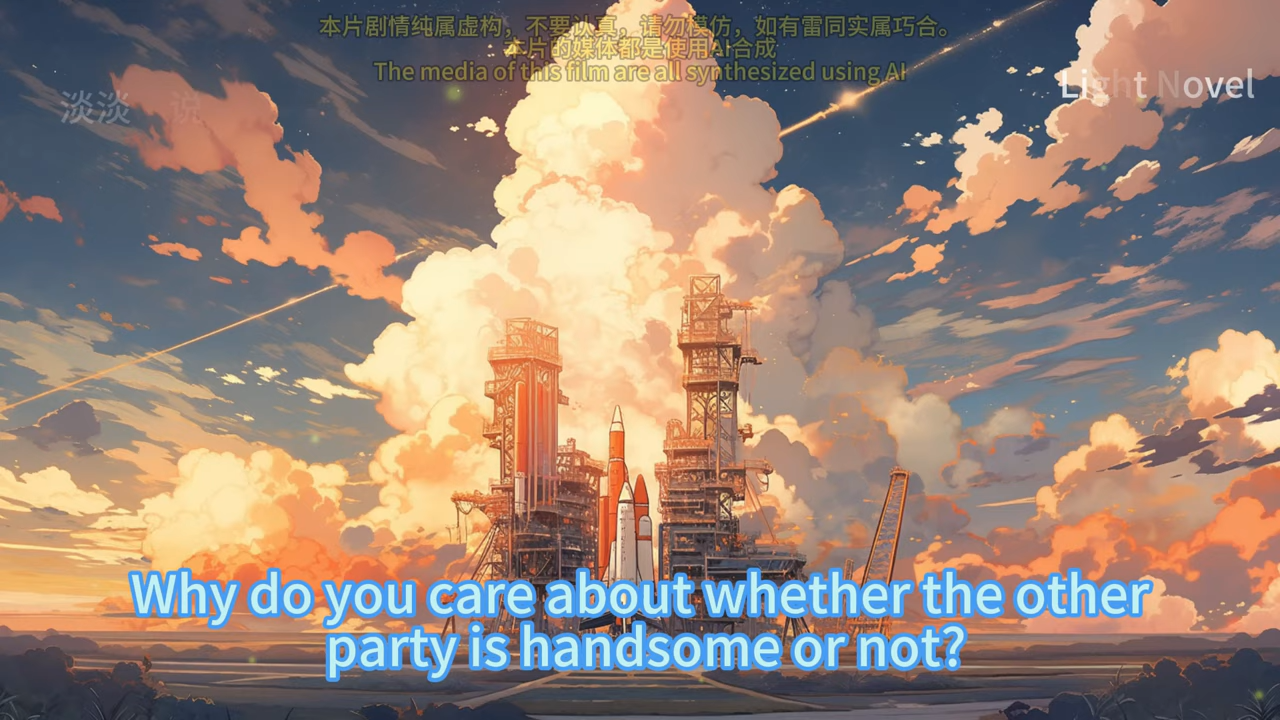 本片剧情纯属虚构，不要认真，请勿模仿，如有雷同实属巧合。
本片的媒体都是使用AI合成
The media of this film are all synthesized using AI
Light Novel
淡淡 说
Why do you care about whether the other
party is handsome or not?